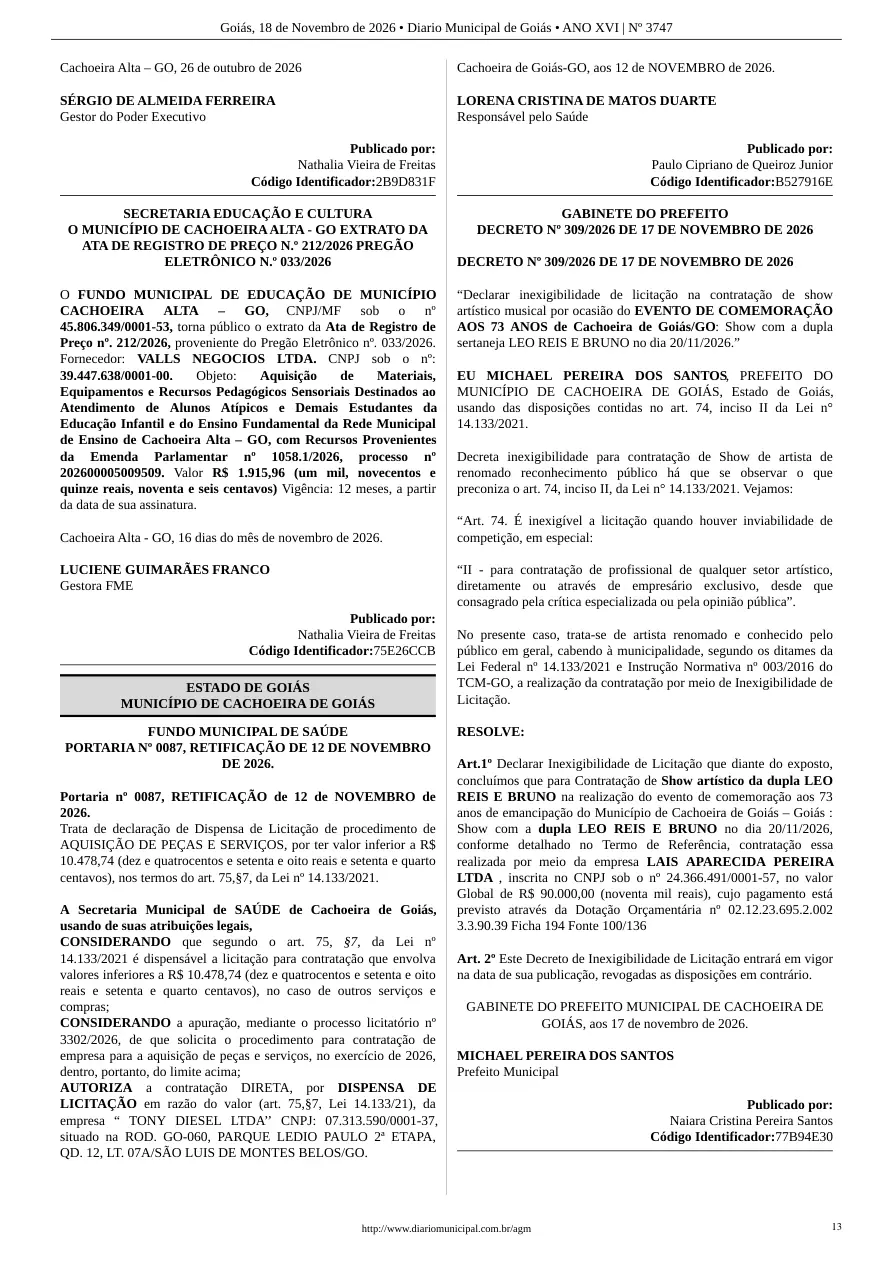 Goiás, 18 de Novembro de 2026 • Diario Municipal de Goiás • ANO XVI | Nº 3747
Cachoeira Alta – GO, 26 de outubro de 2026
SÉRGIO DE ALMEIDA FERREIRA
Gestor do Poder Executivo
Publicado por:
Nathalia Vieira de Freitas
Código Identificador:2B9D831F
SECRETARIA EDUCAÇÃO E CULTURA
O MUNICÍPIO DE CACHOEIRA ALTA - GO EXTRATO DA
ATA DE REGISTRO DE PREÇO N.º 212/2026 PREGÃO
ELETRÔNICO N.º 033/2026
O FUNDO MUNICIPAL DE EDUCAÇÃO DE MUNICÍPIO
CACHOEIRA ALTA – GO, CNPJ/MF sob o nº
45.806.349/0001-53, torna público o extrato da Ata de Registro de
Preço nº. 212/2026, proveniente do Pregão Eletrônico nº. 033/2026.
Fornecedor: VALLS NEGOCIOS LTDA. CNPJ sob o nº:
39.447.638/0001-00. Objeto: Aquisição de Materiais,
Equipamentos e Recursos Pedagógicos Sensoriais Destinados ao
Atendimento de Alunos Atípicos e Demais Estudantes da
Educação Infantil e do Ensino Fundamental da Rede Municipal
de Ensino de Cachoeira Alta – GO, com Recursos Provenientes
da Emenda Parlamentar nº 1058.1/2026, processo nº
202600005009509. Valor R$ 1.915,96 (um mil, novecentos e
quinze reais, noventa e seis centavos) Vigência: 12 meses, a partir
da data de sua assinatura.
Cachoeira Alta - GO, 16 dias do mês de novembro de 2026.
LUCIENE GUIMARÃES FRANCO
Gestora FME
Publicado por:
Nathalia Vieira de Freitas
Código Identificador:75E26CCB
ESTADO DE GOIÁS
MUNICÍPIO DE CACHOEIRA DE GOIÁS
FUNDO MUNICIPAL DE SAÚDE
PORTARIA Nº 0087, RETIFICAÇÃO DE 12 DE NOVEMBRO
DE 2026.
Portaria nº 0087, RETIFICAÇÃO de 12 de NOVEMBRO de
2026.
Trata de declaração de Dispensa de Licitação de procedimento de
AQUISIÇÃO DE PEÇAS E SERVIÇOS, por ter valor inferior a R$
10.478,74 (dez e quatrocentos e setenta e oito reais e setenta e quarto
centavos), nos termos do art. 75,§7, da Lei nº 14.133/2021.
A Secretaria Municipal de SAÚDE de Cachoeira de Goiás,
usando de suas atribuições legais,
CONSIDERANDO que segundo o art. 75, §7, da Lei nº
14.133/2021 é dispensável a licitação para contratação que envolva
valores inferiores a R$ 10.478,74 (dez e quatrocentos e setenta e oito
reais e setenta e quarto centavos), no caso de outros serviços e
compras;
CONSIDERANDO a apuração, mediante o processo licitatório nº
3302/2026, de que solicita o procedimento para contratação de
empresa para a aquisição de peças e serviços, no exercício de 2026,
dentro, portanto, do limite acima;
AUTORIZA a contratação DIRETA, por DISPENSA DE
LICITAÇÃO em razão do valor (art. 75,§7, Lei 14.133/21), da
empresa “ TONY DIESEL LTDA’’ CNPJ: 07.313.590/0001-37,
situado na ROD. GO-060, PARQUE LEDIO PAULO 2ª ETAPA,
QD. 12, LT. 07A/SÃO LUIS DE MONTES BELOS/GO.
Cachoeira de Goiás-GO, aos 12 de NOVEMBRO de 2026.
LORENA CRISTINA DE MATOS DUARTE
Responsável pelo Saúde
Publicado por:
Paulo Cipriano de Queiroz Junior
Código Identificador:B527916E
GABINETE DO PREFEITO
DECRETO Nº 309/2026 DE 17 DE NOVEMBRO DE 2026
DECRETO Nº 309/2026 DE 17 DE NOVEMBRO DE 2026
“Declarar inexigibilidade de licitação na contratação de show
artístico musical por ocasião do EVENTO DE COMEMORAÇÃO
AOS 73 ANOS de Cachoeira de Goiás/GO: Show com a dupla
sertaneja LEO REIS E BRUNO no dia 20/11/2026.”
EU MICHAEL PEREIRA DOS SANTOS, PREFEITO DO
MUNICÍPIO DE CACHOEIRA DE GOIÁS, Estado de Goiás,
usando das disposições contidas no art. 74, inciso II da Lei n°
14.133/2021.
Decreta inexigibilidade para contratação de Show de artista de
renomado reconhecimento público há que se observar o que
preconiza o art. 74, inciso II, da Lei n° 14.133/2021. Vejamos:
“Art. 74. É inexigível a licitação quando houver inviabilidade de
competição, em especial:
“II - para contratação de profissional de qualquer setor artístico,
diretamente ou através de empresário exclusivo, desde que
consagrado pela crítica especializada ou pela opinião pública”.
No presente caso, trata-se de artista renomado e conhecido pelo
público em geral, cabendo à municipalidade, segundo os ditames da
Lei Federal nº 14.133/2021 e Instrução Normativa nº 003/2016 do
TCM-GO, a realização da contratação por meio de Inexigibilidade de
Licitação.
RESOLVE:
Art.1º Declarar Inexigibilidade de Licitação que diante do exposto,
concluímos que para Contratação de Show artístico da dupla LEO
REIS E BRUNO na realização do evento de comemoração aos 73
anos de emancipação do Município de Cachoeira de Goiás – Goiás :
Show com a dupla LEO REIS E BRUNO no dia 20/11/2026,
conforme detalhado no Termo de Referência, contratação essa
realizada por meio da empresa LAIS APARECIDA PEREIRA
LTDA , inscrita no CNPJ sob o nº 24.366.491/0001-57, no valor
Global de R$ 90.000,00 (noventa mil reais), cujo pagamento está
previsto através da Dotação Orçamentária nº 02.12.23.695.2.002
3.3.90.39 Ficha 194 Fonte 100/136
Art. 2º Este Decreto de Inexigibilidade de Licitação entrará em vigor
na data de sua publicação, revogadas as disposições em contrário.
GABINETE DO PREFEITO MUNICIPAL DE CACHOEIRA DE
GOIÁS, aos 17 de novembro de 2026.
MICHAEL PEREIRA DOS SANTOS
Prefeito Municipal
Publicado por:
Naiara Cristina Pereira Santos
Código Identificador:77B94E30
http://www.diariomunicipal.com.br/agm
13